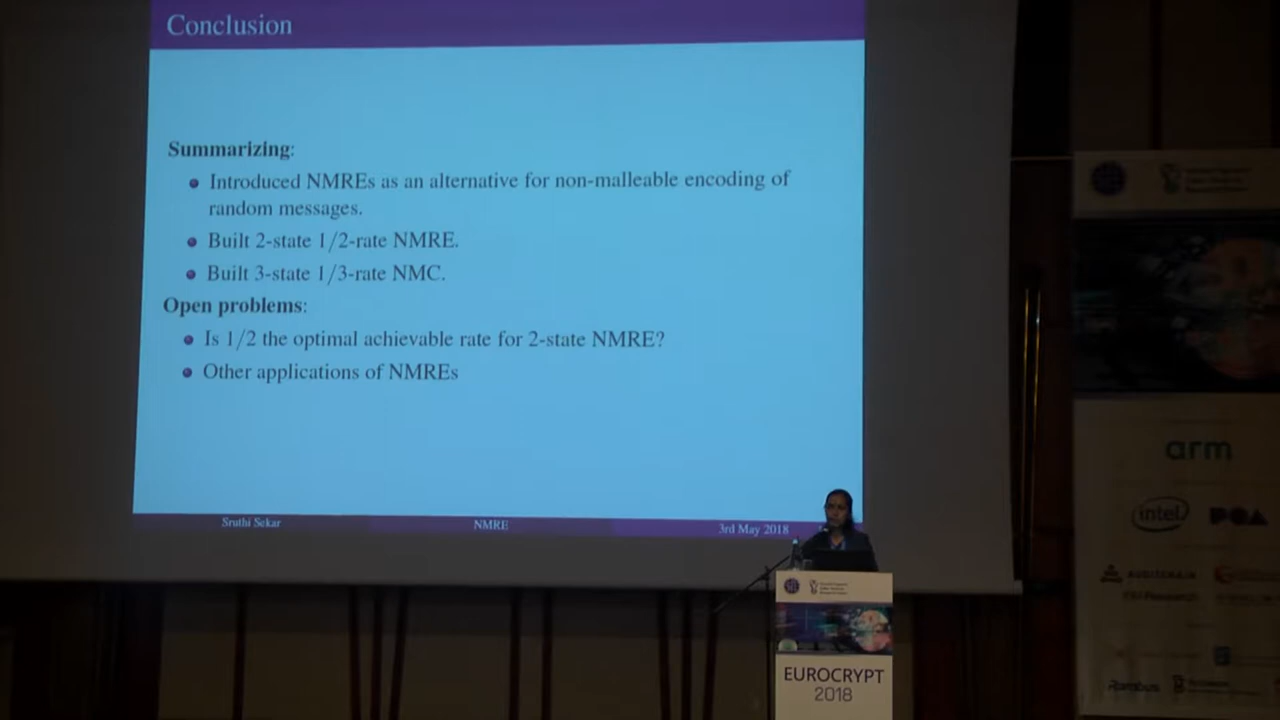 Conclusion
Summarizing:
Introduced NMREs as an alternative for non-malleable encoding of
random messages.
Built 2-state 1/2-rate NMRE.
Built 3-state 1/3-rate NMC.
Open problems:
Is 1/2 the optimal achievable rate for 2-state NMRE?
Other applications of NMREs
Sruthi Sekar NMRE 3rd May 2018
EUROCRYPT
2018
arm
intel